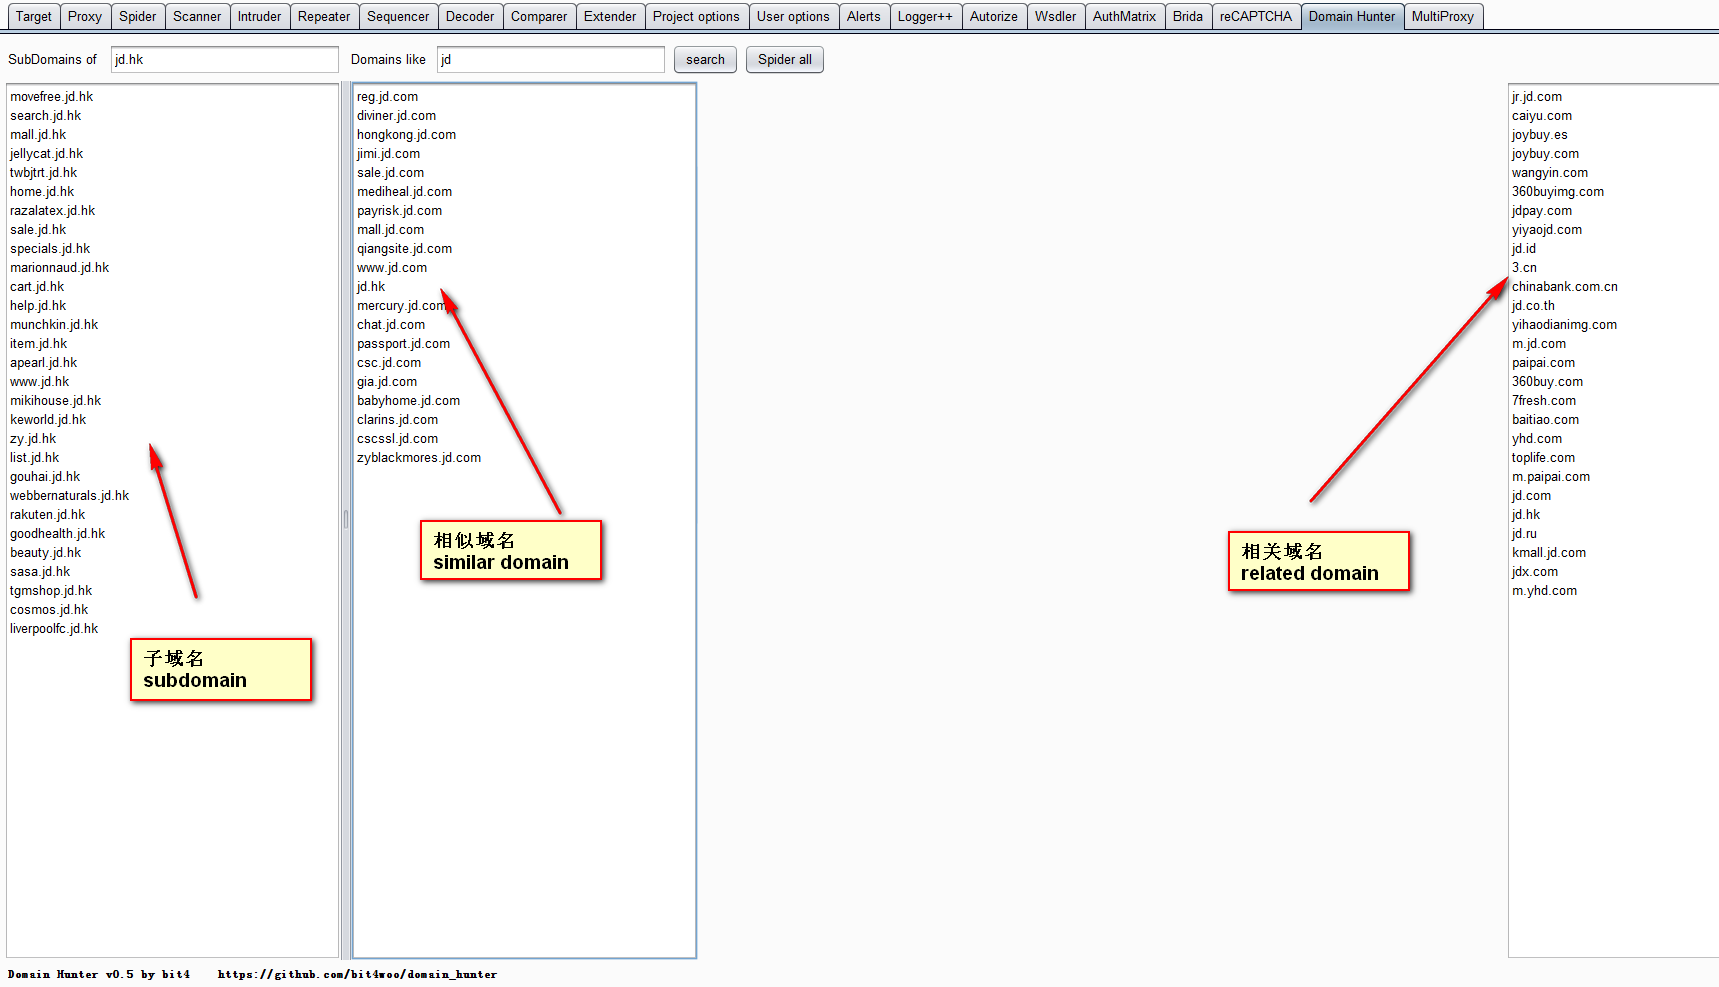 Target Proxy Spider Scanner Intruder Repeater Sequencer Decoder Comparer Extender Project options User options Alerts Logger++ Autorize Wsdler AuthMatrix Brida reCAPTCHA Domain Hunter MultiProxy
SubDomains of jd.hk Domains like jd search Spider all
movefree.jd.hk
search.jd.hk
mall.jd.hk
jellycat.jd.hk
twbjtrt.jd.hk
home.jd.hk
razalatex.jd.hk
sale.jd.hk
specials.jd.hk
marionnaud.jd.hk
cart.jd.hk
help.jd.hk
munchkin.jd.hk
item.jd.hk
apearl.jd.hk
www.jd.hk
mikihouse.jd.hk
keworld.jd.hk
zy.jd.hk
list.jd.hk
gouhai.jd.hk
webbernaturals.jd.hk
rakuten.jd.hk
goodhealth.jd.hk
beauty.jd.hk
sasa.jd.hk
tgmshop.jd.hk
cosmos.jd.hk
liverpoolfc.jd.hk
子域名
subdomain
reg.jd.com
diviner.jd.com
hongkong.jd.com
jimi.jd.com
sale.jd.com
mediheal.jd.com
payrisk.jd.com
mall.jd.com
qiangsite.jd.com
www.jd.com
jd.hk
mercury.jd.com
chat.jd.com
passport.jd.com
csc.jd.com
gia.jd.com
babyhome.jd.com
clarins.jd.com
cscssl.jd.com
zyblackmores.jd.com
相似域名
similar domain
相关域名
related domain
jr.jd.com
caiyu.com
joybuy.es
joybuy.com
wangyin.com
360buyimg.com
jdpay.com
yiyaojd.com
jd.id
3.cn
chinabank.com.cn
jd.co.th
yihaodianimg.com
m.jd.com
paipai.com
360buy.com
7fresh.com
baitiao.com
yhd.com
toplife.com
m.paipai.com
jd.com
jd.hk
jd.ru
kmall.jd.com
jdx.com
m.yhd.com
Domain Hunter v0.5 by bit4 https://github.com/bit4woo/domain_hunter